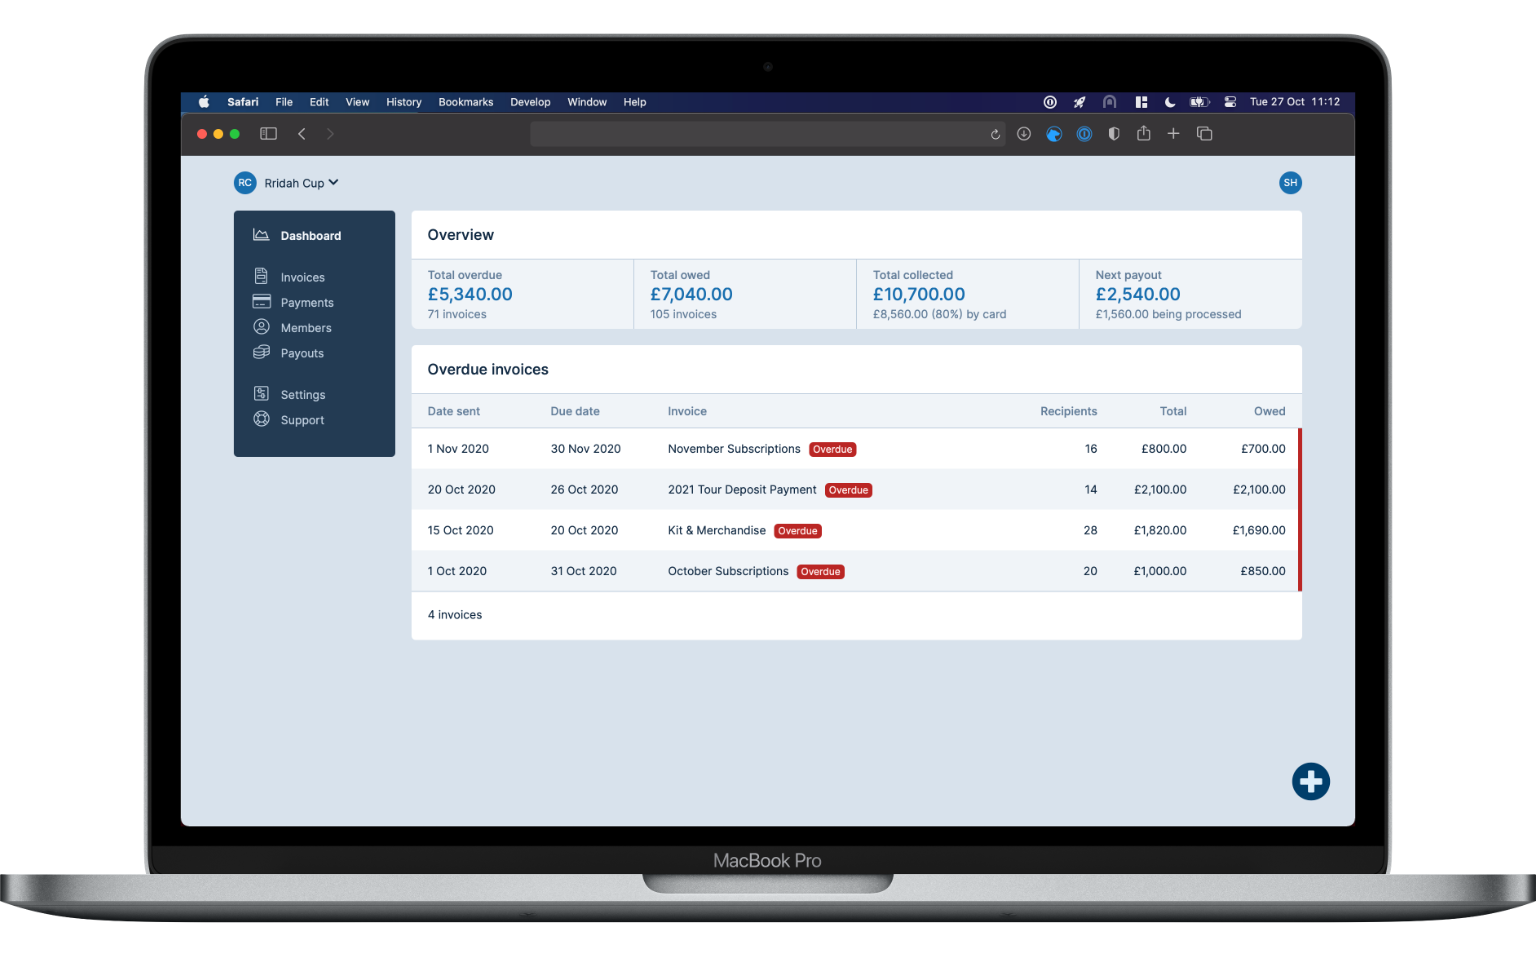 Safari File Edit View History Bookmarks Develop Window Help Tue 27 Oct 11:12
RC Rridah Cup SH
Dashboard
Invoices
Payments
Members
Payouts
Settings
Support
Overview
Total overdue Total owed Total collected Next payout
£5,340.00 £7,040.00 £10,700.00 £2,540.00
71 invoices 105 invoices £8,560.00 (80%) by card £1,560.00 being processed
Overdue invoices
Date sent Due date Invoice Recipients Total Owed
1 Nov 2020 30 Nov 2020 November Subscriptions Overdue 16 £800.00 £700.00
20 Oct 2020 26 Oct 2020 2021 Tour Deposit Payment Overdue 14 £2,100.00 £2,100.00
15 Oct 2020 20 Oct 2020 Kit & Merchandise Overdue 28 £1,820.00 £1,690.00
1 Oct 2020 31 Oct 2020 October Subscriptions Overdue 20 £1,000.00 £850.00
4 invoices
MacBook Pro